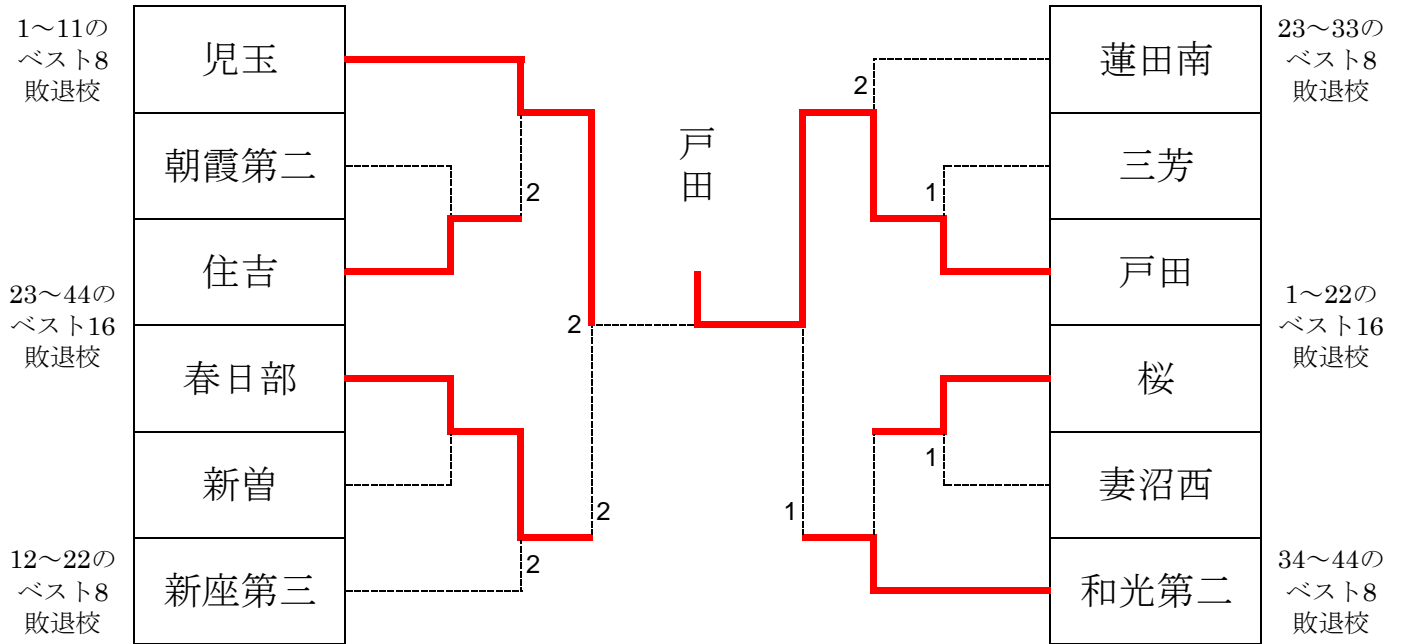 1～11の
ベスト8
敗退校
児玉
朝霞第二
2
住吉
23～44の
ベスト16
敗退校
2
春日部
新曽
2
12～22の
ベスト8
敗退校
新座第三
2
戸田
蓮田南
23～33の
ベスト8
敗退校
2
三芳
1
戸田
1～22の
ベスト16
敗退校
桜
1
妻沼西
1
和光第二
34～44の
ベスト8
敗退校